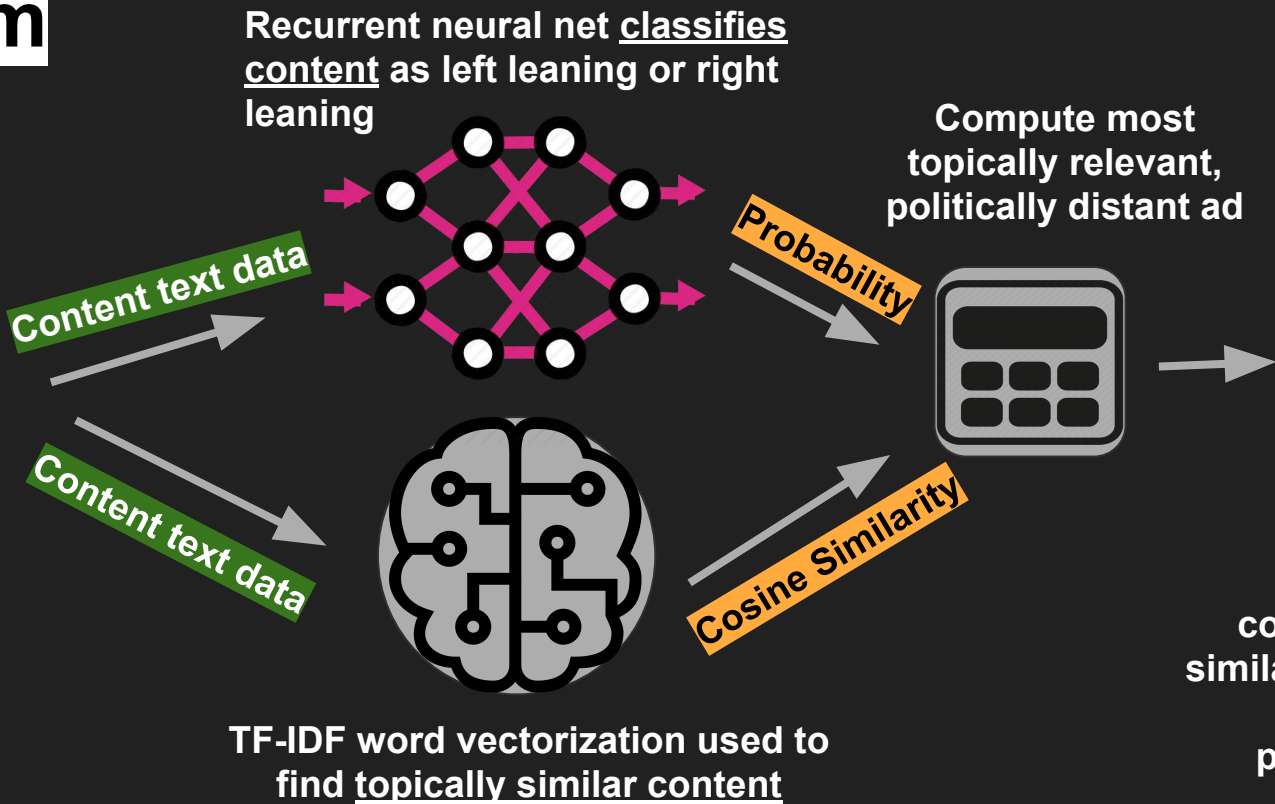 m
Recurrent neural net classifies
content as left leaning or right
leaning
Compute most
topically relevant,
politically distant ad
Content text data
Probability
Content text data
Cosine Similarity
TF-IDF word vectorization used to
find topically similar content